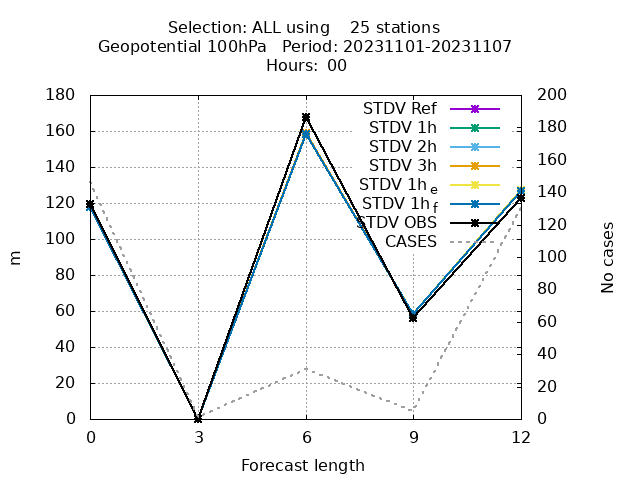 Selection: ALL using    25 stations
Geopotential 100hPa   Period: 20231101-20231107
Hours:  00
180
160
140
120
100
80
60
40
20
0
m
200
180
160
140
120
100
80
60
40
20
0
No cases
STDV Ref
STDV 1h
STDV 2h
STDV 3h
STDV 1h e
STDV 1h f
STDV OBS
CASES
0
3
6
9
12
Forecast length